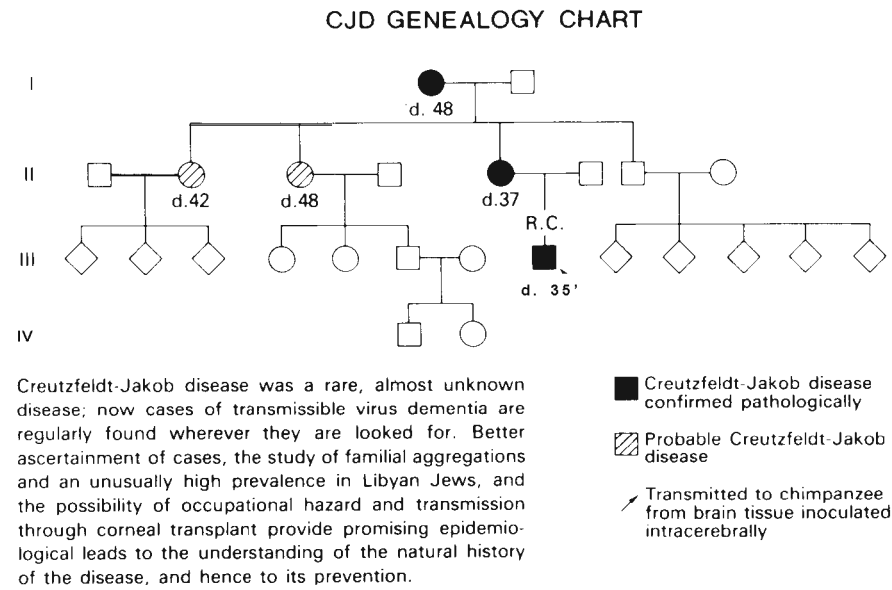 CJD GENEALOGY CHART
I
d. 48
II
d.42
d.48
d.37
R.C.
III
d. 35'
IV
Creutzfeldt-Jakob disease was a rare, almost unknown
disease; now cases of transmissible virus dementia are
regularly found wherever they are looked for. Better
ascertainment of cases, the study of familial aggregations
and an unusually high prevalence in Libyan Jews, and
the possibility of occupational hazard and transmission
through corneal transplant provide promising epidemio-
logical leads to the understanding of the natural history
of the disease, and hence to its prevention.
Creutzfeldt-Jakob disease
confirmed pathologically
Probable Creutzfeldt-Jakob
disease
Transmitted to chimpanzee
from brain tissue inoculated
intracerebrally